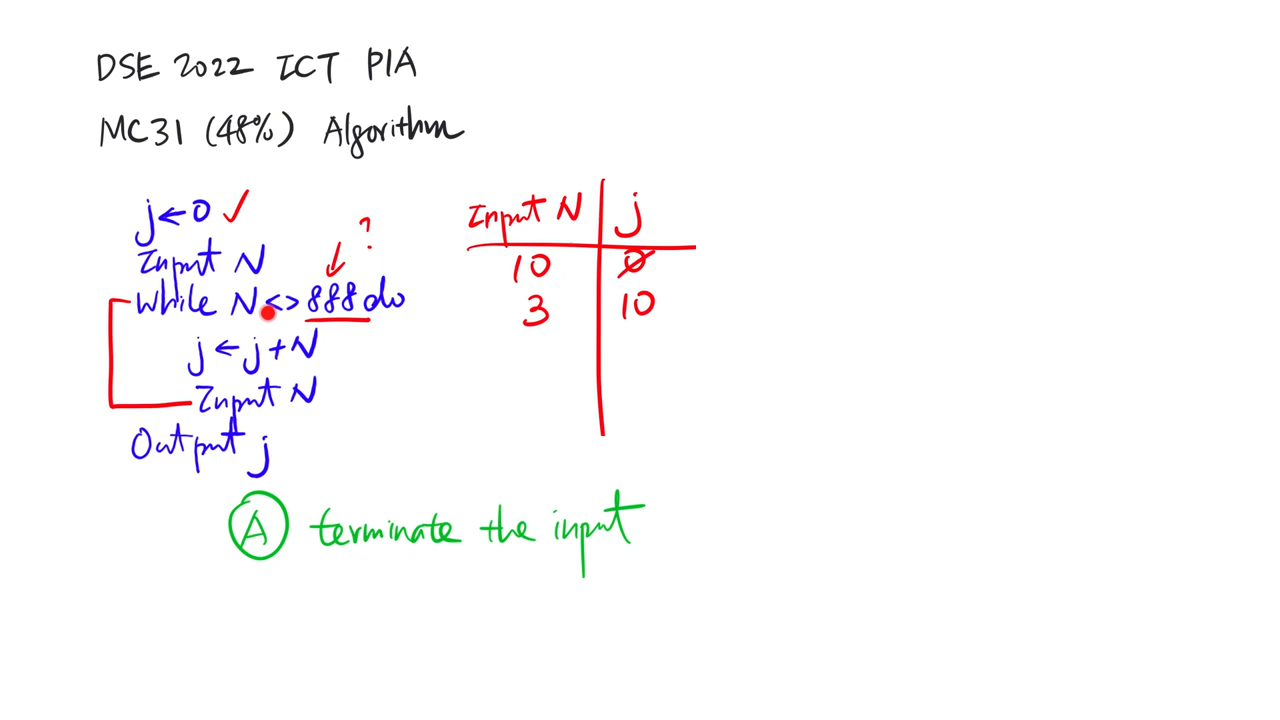 DSE 2022 ICT P1A
MC31 (48%) Algorithm
j ← 0 ✓
Input N
?
While N <> 888 do
j ← j + N
Input N
Output j
Input N j
10 0
3 10
A terminate the input